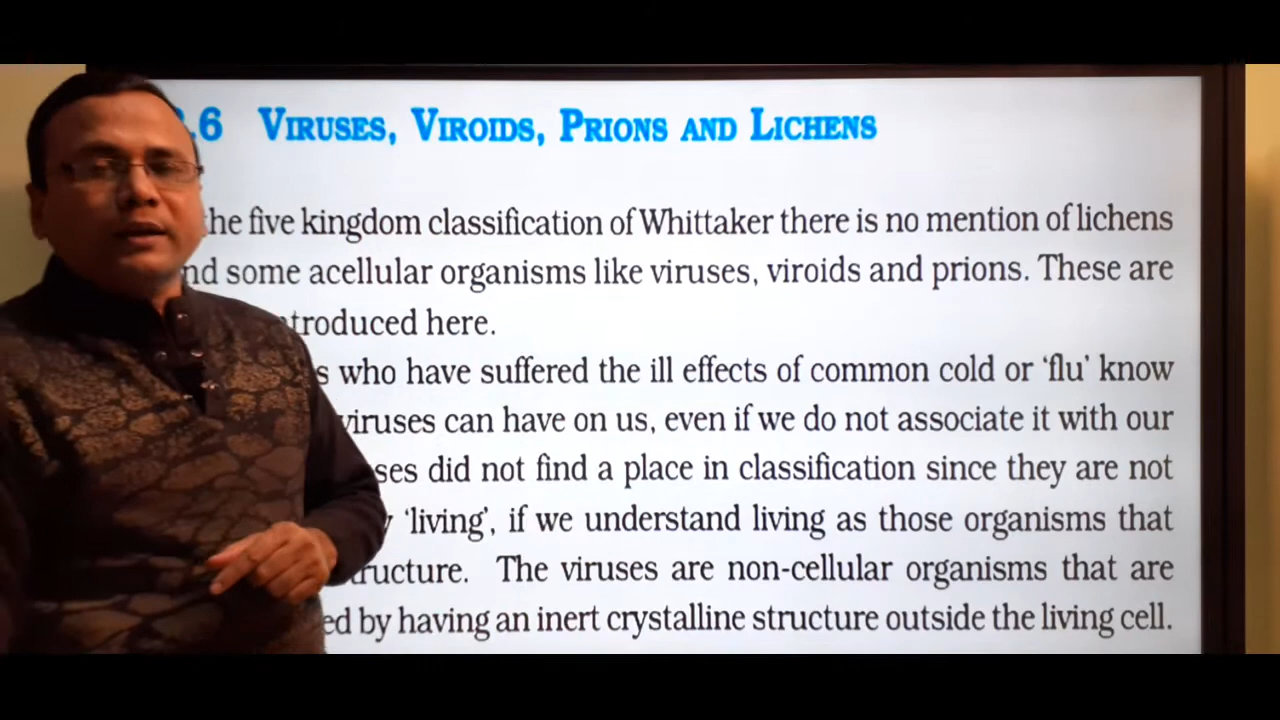 .6 VIRUSES, VIROIDS, PRIONS AND LICHENS
he five kingdom classification of Whittaker there is no mention of lichens
nd some acellular organisms like viruses, viroids and prions. These are
troduced here.
s who have suffered the ill effects of common cold or ‘flu’ know
viruses can have on us, even if we do not associate it with our
ses did not find a place in classification since they are not
‘living’, if we understand living as those organisms that
ructure. The viruses are non-cellular organisms that are
ed by having an inert crystalline structure outside the living cell.